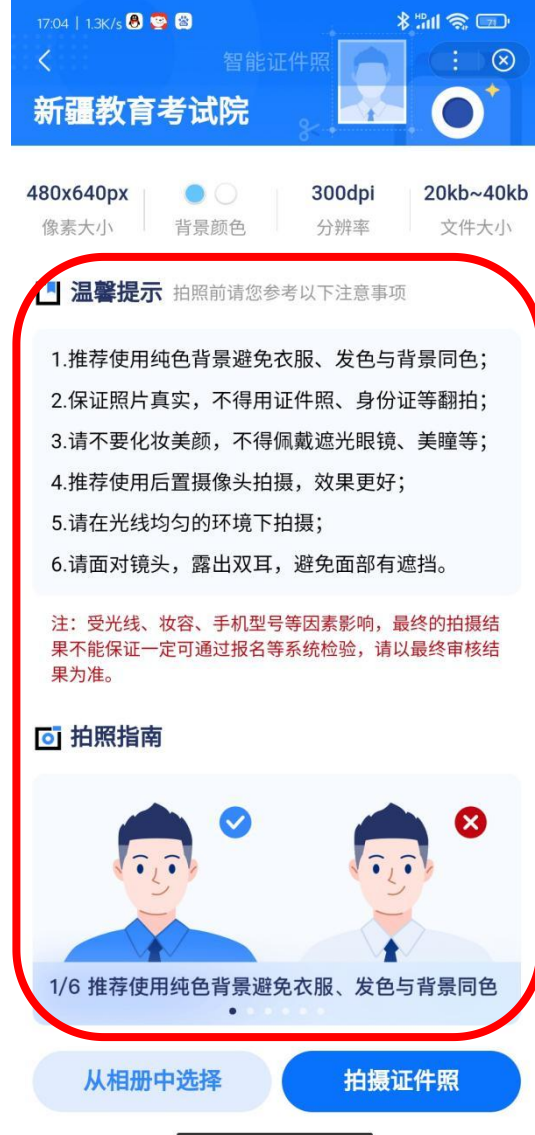 17:04 | 1.3K/s
HD 71
智能证件照
新疆教育考试院
480x640px 300dpi 20kb~40kb
像素大小 背景颜色 分辨率 文件大小
温馨提示 拍照前请您参考以下注意事项
1.推荐使用纯色背景避免衣服、发色与背景同色；
2.保证照片真实，不得用证件照、身份证等翻拍；
3.请不要化妆美颜，不得佩戴遮光眼镜、美瞳等；
4.推荐使用后置摄像头拍摄，效果更好；
5.请在光线均匀的环境下拍摄；
6.请面对镜头，露出双耳，避免面部有遮挡。
注：受光线、妆容、手机型号等因素影响，最终的拍摄结
果不能保证一定可通过报名等系统检验，请以最终审核结
果为准。
拍照指南
1/6 推荐使用纯色背景避免衣服、发色与背景同色
从相册中选择 拍摄证件照